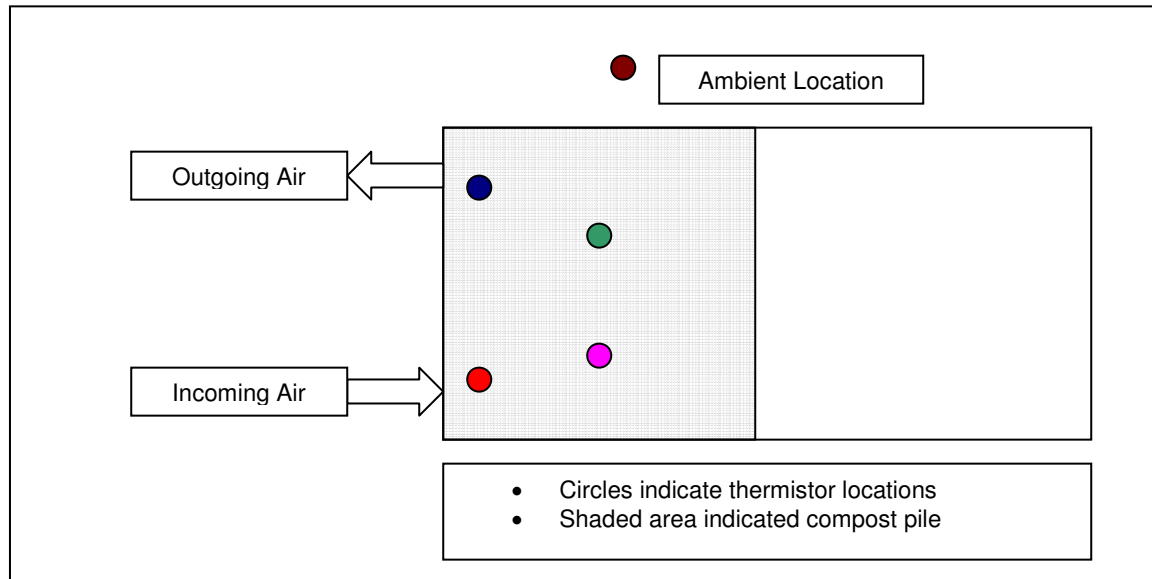 Ambient Location
Outgoing Air
Incoming Air
• Circles indicate thermistor locations
• Shaded area indicated compost pile